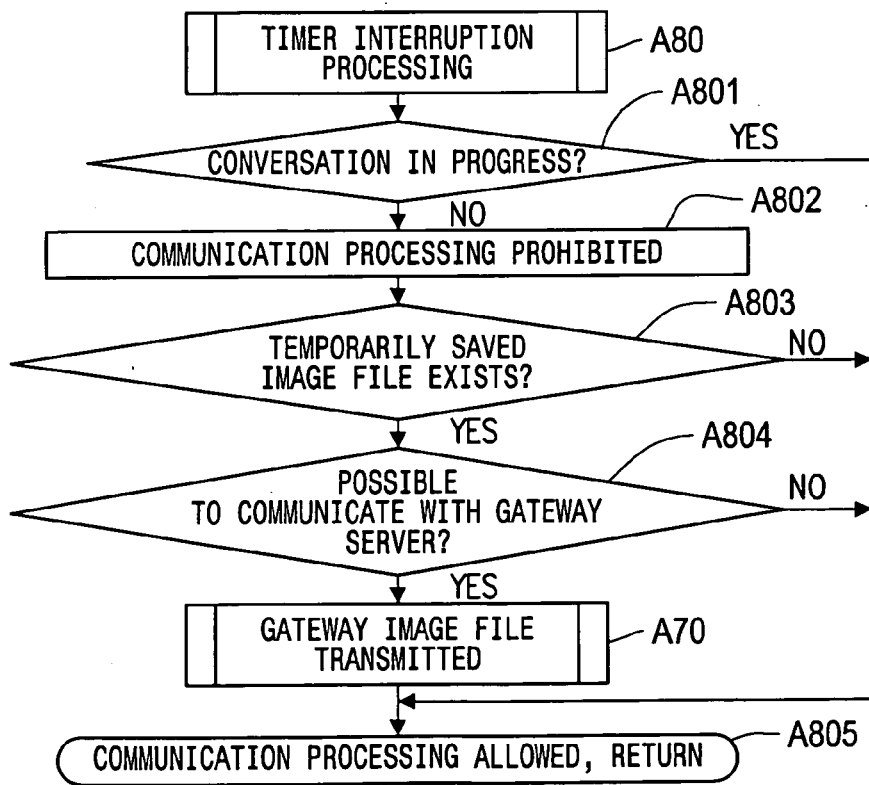 TIMER INTERRUPTION
PROCESSING
A80
A801
CONVERSATION IN PROGRESS?
YES
NO
A802
COMMUNICATION PROCESSING PROHIBITED
A803
TEMPORARILY SAVED
IMAGE FILE EXISTS?
NO
YES
A804
POSSIBLE
TO COMMUNICATE WITH GATEWAY
SERVER?
NO
YES
GATEWAY IMAGE FILE
TRANSMITTED
A70
COMMUNICATION PROCESSING ALLOWED, RETURN
A805